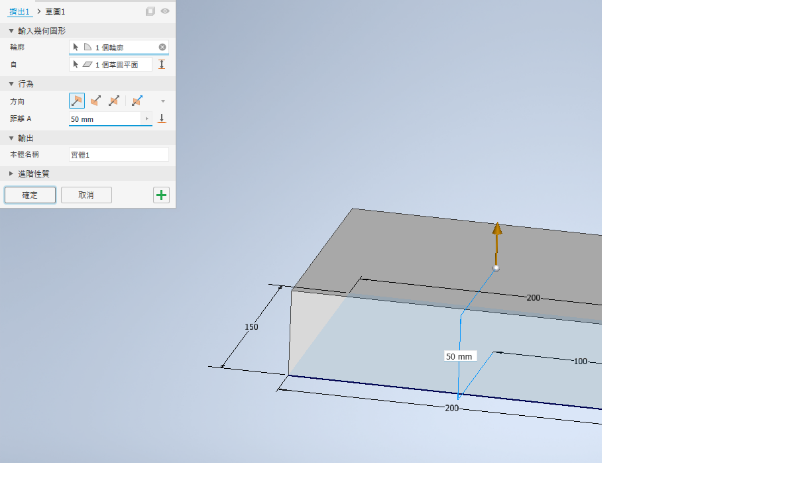 擠出1 > 草圖1
▼ 輸入幾何圖形
輪廓 1 個輪廓
自 1 個草圖平面
▼ 行為
方向
距離 A 50 mm
▼ 輸出
本體名稱 實體1
▶ 進階性質
確定 取消
200
150
50 mm
100
200